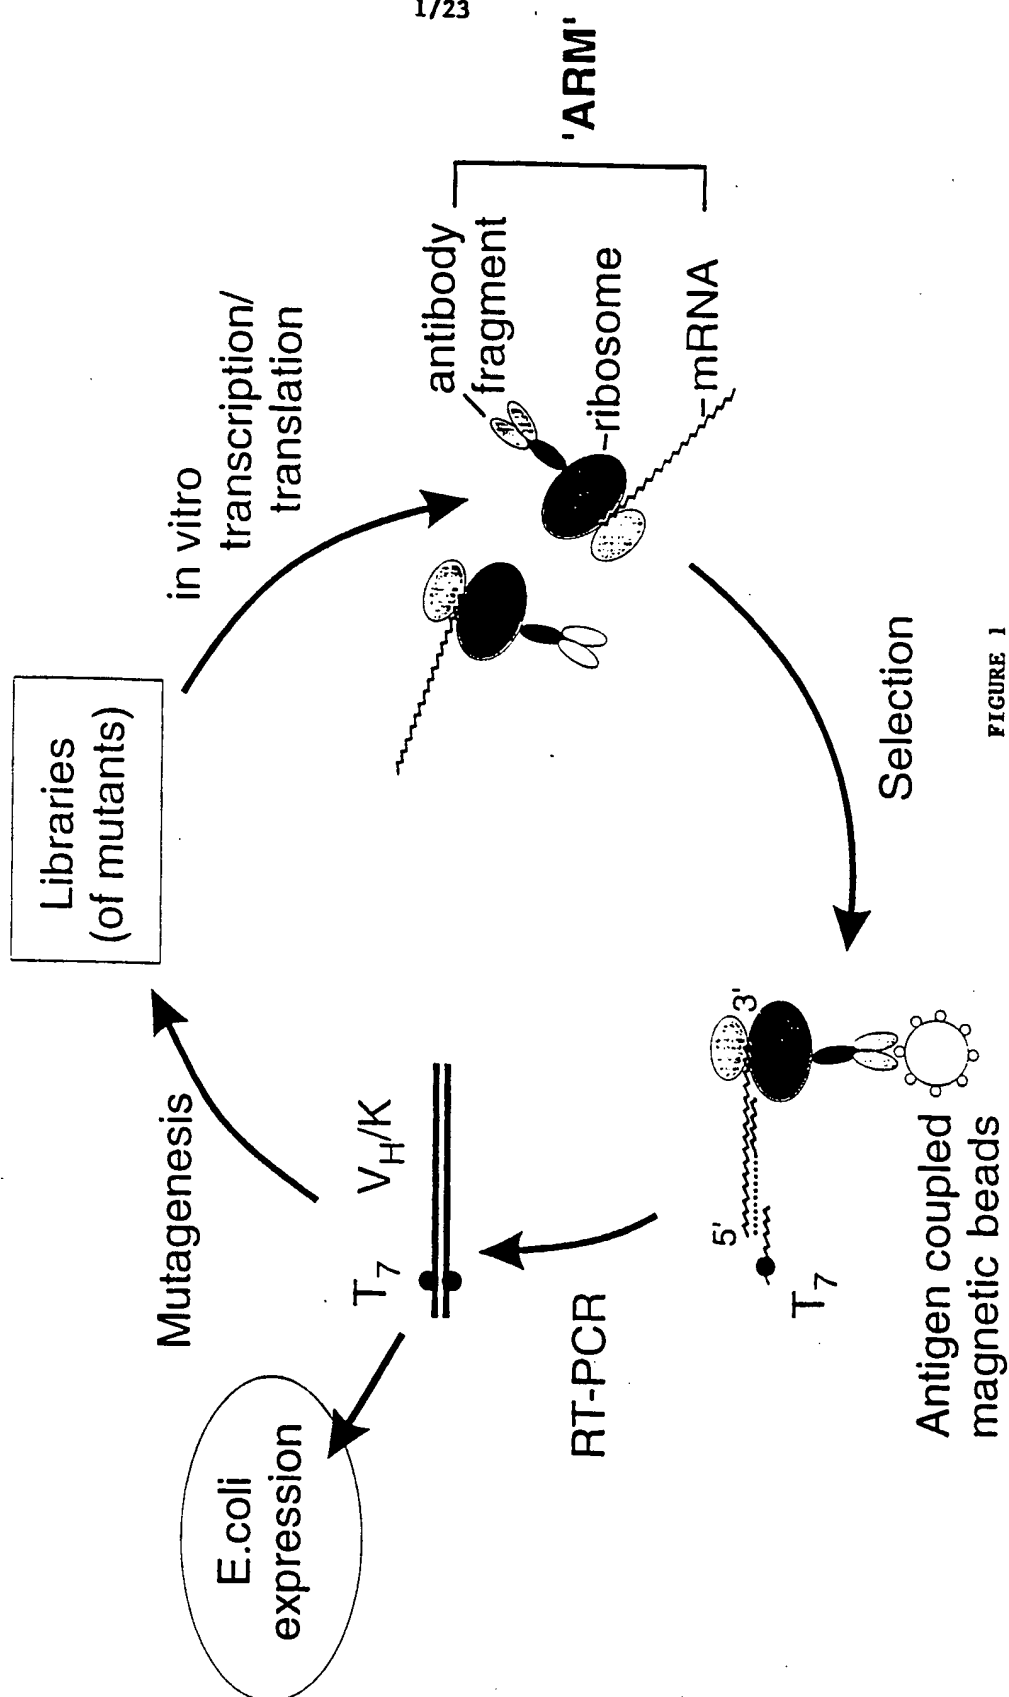 1/23
Libraries
(of mutants)
in vitro
transcription/
translation
antibody
fragment
ribosome
mRNA
'ARM'
Selection
Antigen coupled
magnetic beads
5'
3'
T7
RT-PCR
T7 VH/K
Mutagenesis
E.coli
expression
FIGURE 1